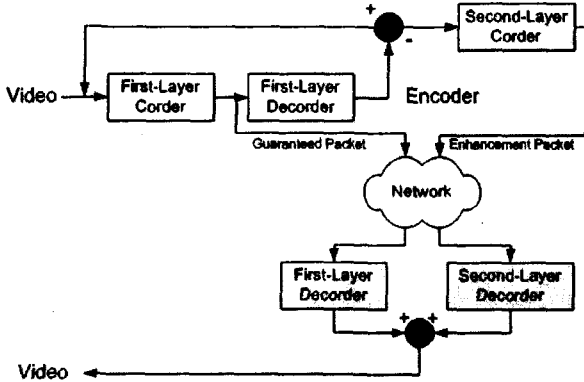 +
-
Second-Layer
Corder
Video
First-Layer
Corder
First-Layer
Decorder
Encoder
Guaranteed Packet
Enhancement Packet
Network
First-Layer
Decorder
Second-Layer
Decorder
+
+
Video